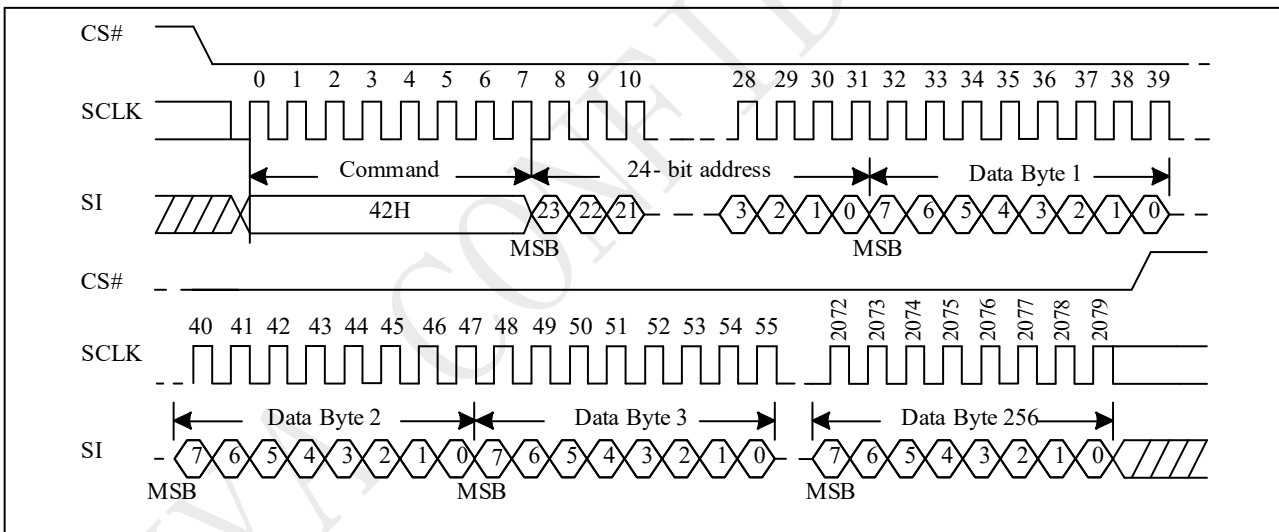 CS#
0 1 2 3 4 5 6 7 8 9 10 28 29 30 31 32 33 34 35 36 37 38 39
SCLK
Command 24- bit address Data Byte 1
SI 42H 23 22 21 3 2 1 0 7 6 5 4 3 2 1 0
MSB MSB
CS#
40 41 42 43 44 45 46 47 48 49 50 51 52 53 54 55 2072 2073 2074 2075 2076 2077 2078 2079
SCLK
Data Byte 2 Data Byte 3 Data Byte 256
SI 7 6 5 4 3 2 1 0 7 6 5 4 3 2 1 0 7 6 5 4 3 2 1 0
MSB MSB MSB